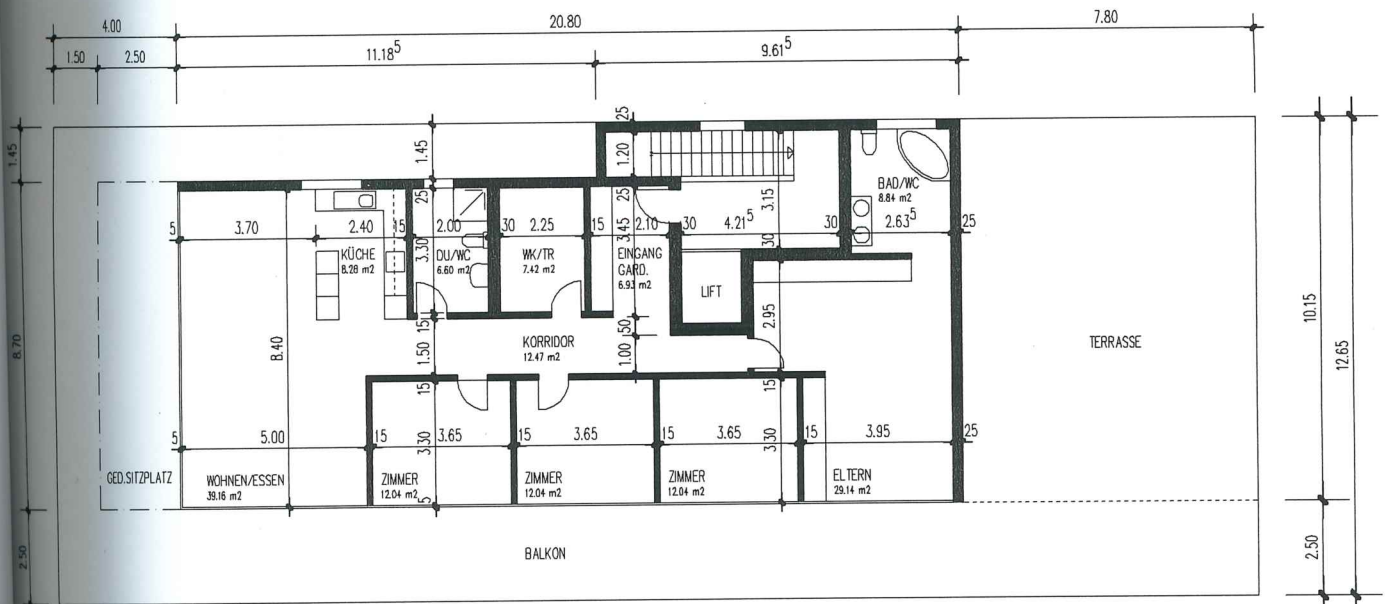 4.00
20.80
7.80
1.50
2.50
11.18⁵
9.61⁵
1.45
1.45
25
1.20
25
25
3.15
BAD/WC
8.84 m2
5
3.70
2.40
15
2.00
30
2.25
15
3.45
2.10
30
4.21⁵
30
2.63⁵
25
KÜCHE
8.28 m2
3.30
DU/WC
6.60 m2
WK/TR
7.42 m2
EINGANG
GARD.
6.93 m2
30
LIFT
2.95
8.70
8.40
15
1.50
KORRIDOR
12.47 m2
50
1.00
TERRASSE
10.15
12.65
15
15
5
5.00
15
3.30
3.65
15
3.65
15
3.65
3.30
15
3.95
25
GED.SITZPLATZ
WOHNEN/ESSEN
39.16 m2
ZIMMER
12.04 m2
ZIMMER
12.04 m2
ZIMMER
12.04 m2
ELTERN
29.14 m2
5
2.50
BALKON
2.50